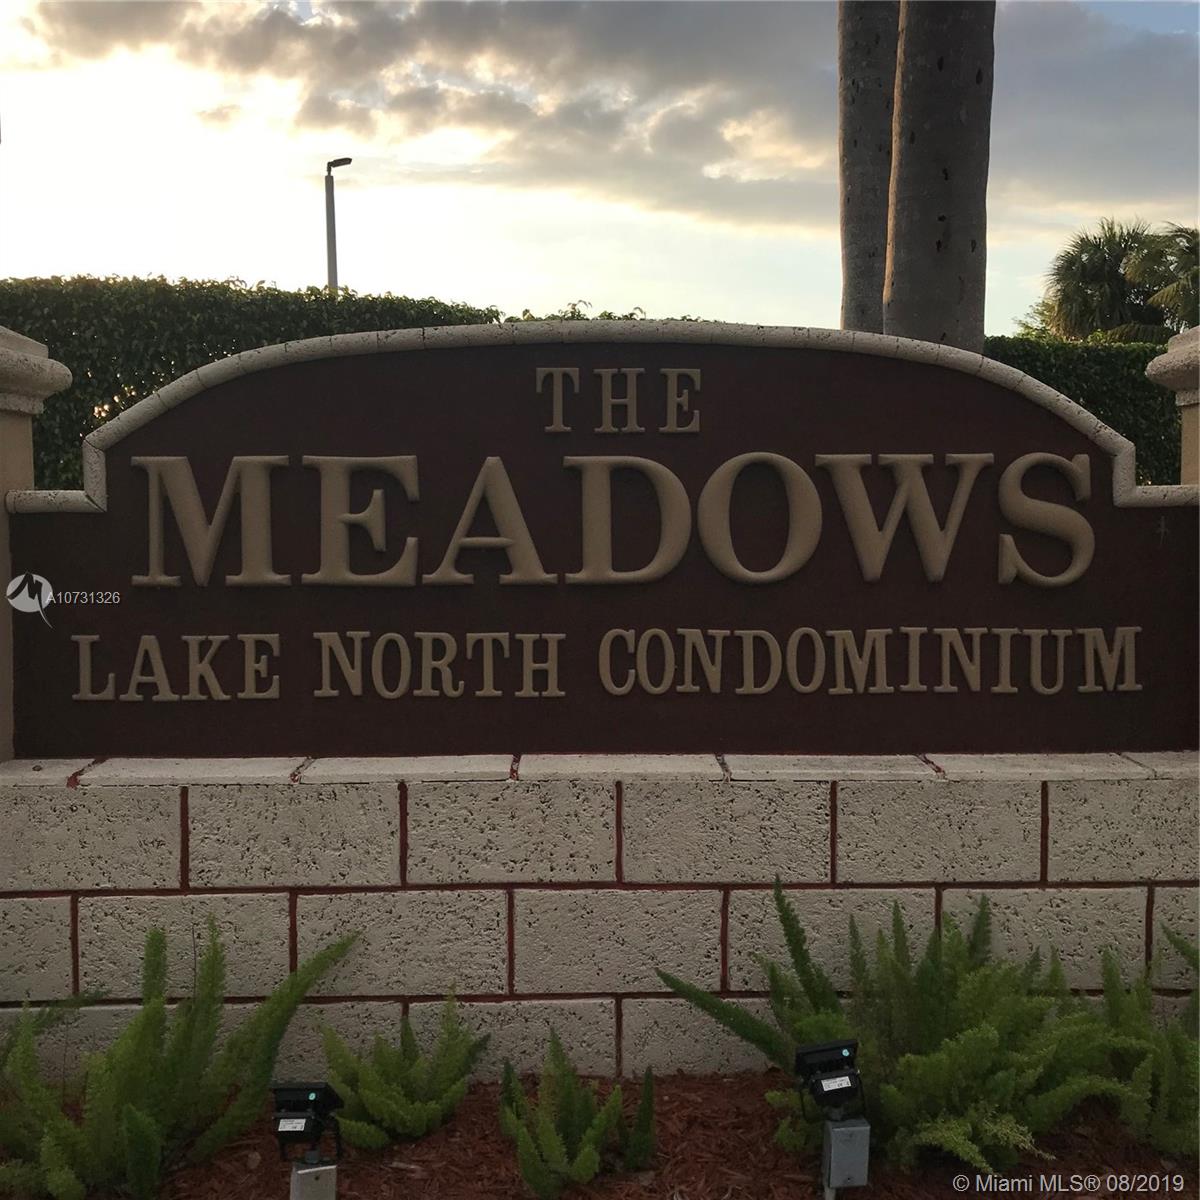 THE
MEADOWS
A10731326
LAKE NORTH CONDOMINIUM
© Miami MLS® 08/2019